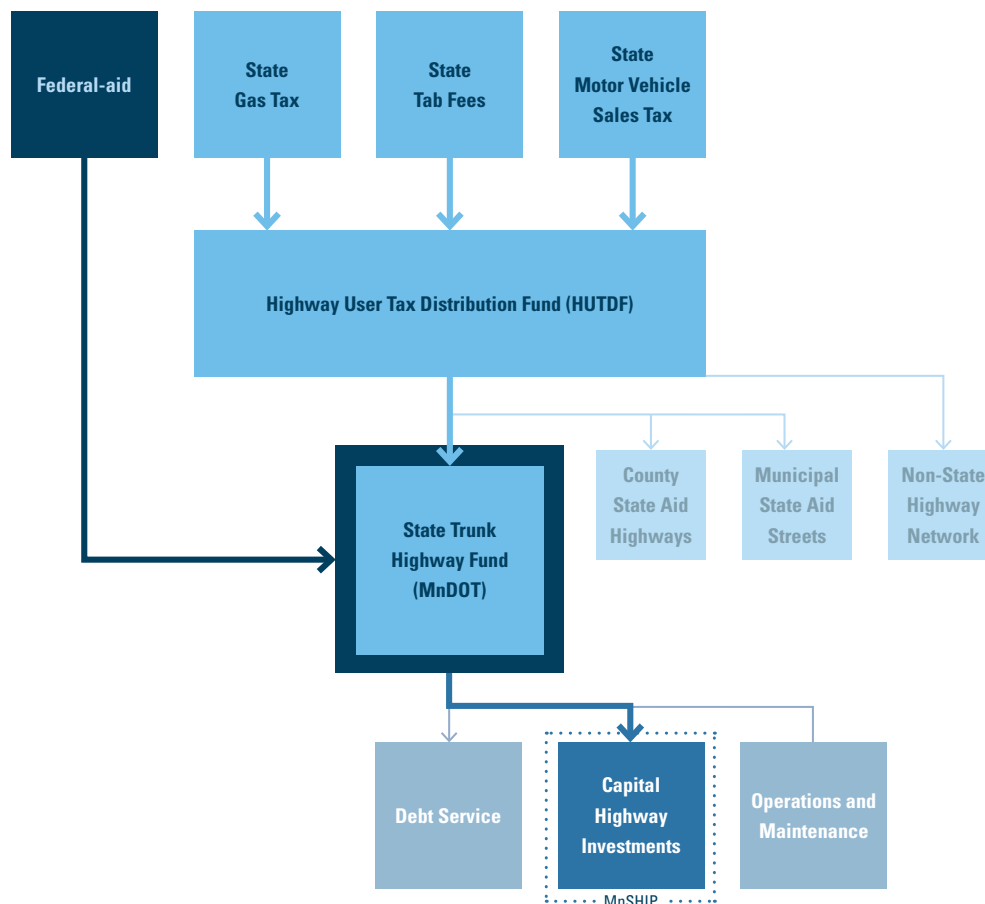 Federal-aid
State
Gas Tax
State
Tab Fees
State
Motor Vehicle
Sales Tax
Highway User Tax Distribution Fund (HUTDF)
County
State Aid
Highways
Municipal
State Aid
Streets
Non-State
Highway
Network
State Trunk
Highway Fund
(MnDOT)
Debt Service
Capital
Highway
Investments
Operations and
Maintenance
MnSHIP